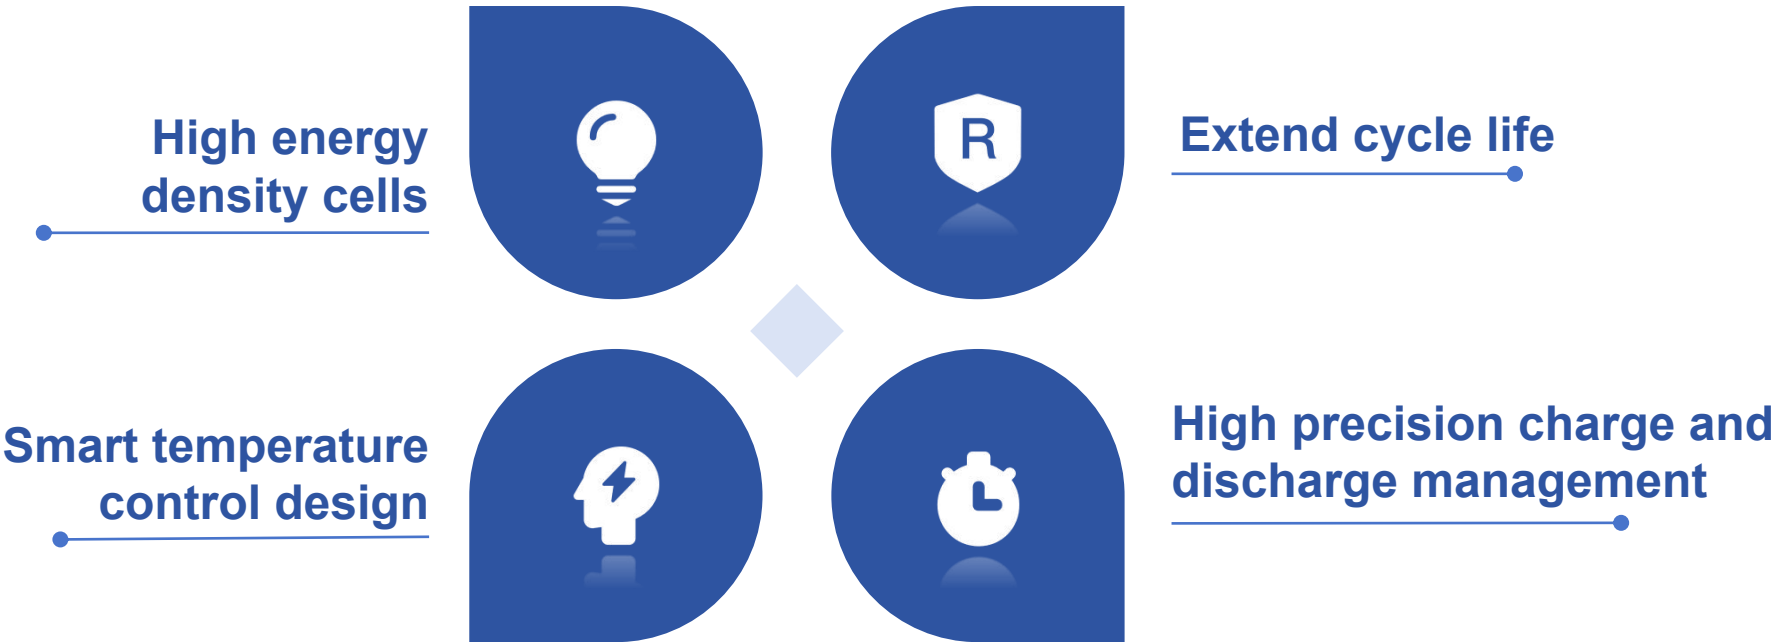 High energy
density cells
R
Extend cycle life
Smart temperature
control design
High precision charge and
discharge management